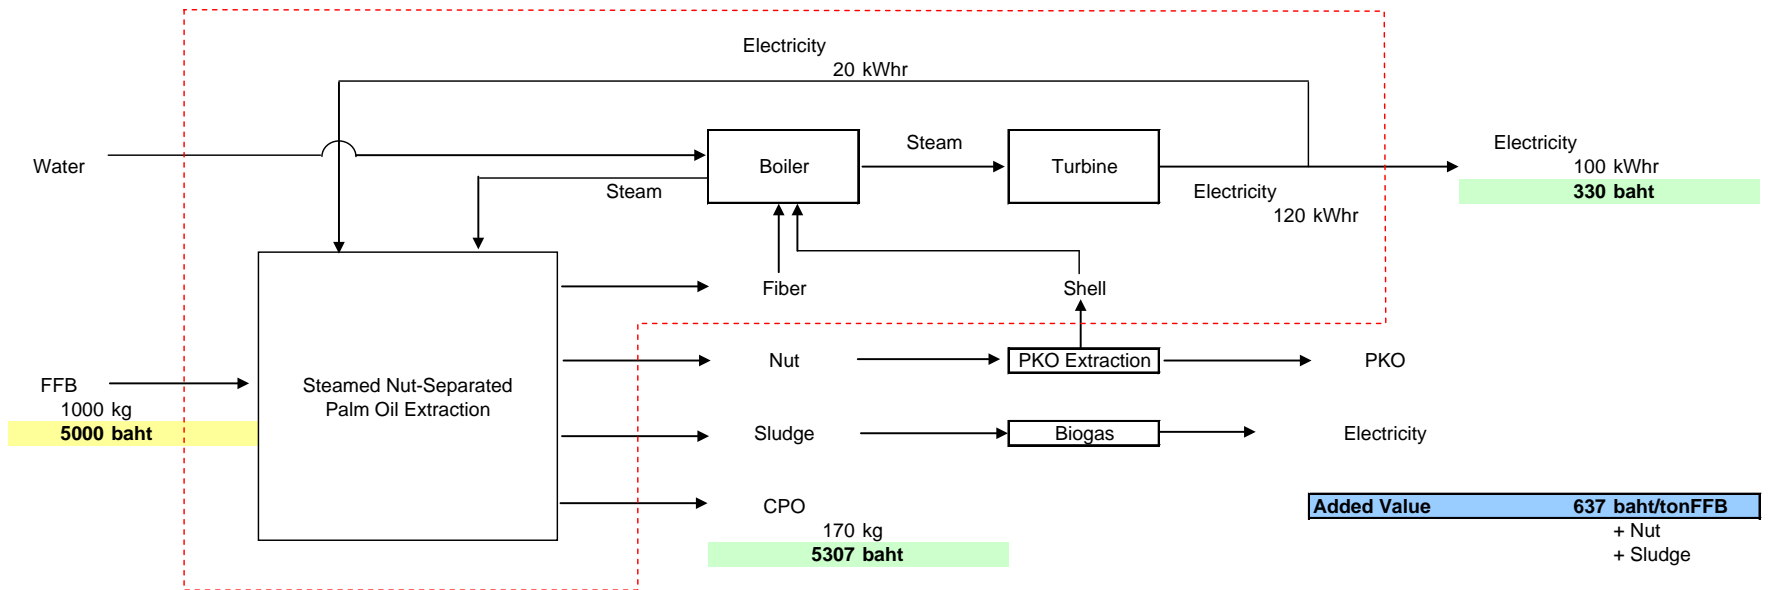 Electricity
20 kWhr
Water
Boiler
Steam
Turbine
Electricity
100 kWhr
330 baht
Steam
Electricity
120 kWhr
Fiber
Shell
Nut
PKO Extraction
PKO
FFB
1000 kg
5000 baht
Steamed Nut-Separated
Palm Oil Extraction
Sludge
Biogas
Electricity
CPO
170 kg
5307 baht
Added Value 637 baht/tonFFB
+ Nut
+ Sludge